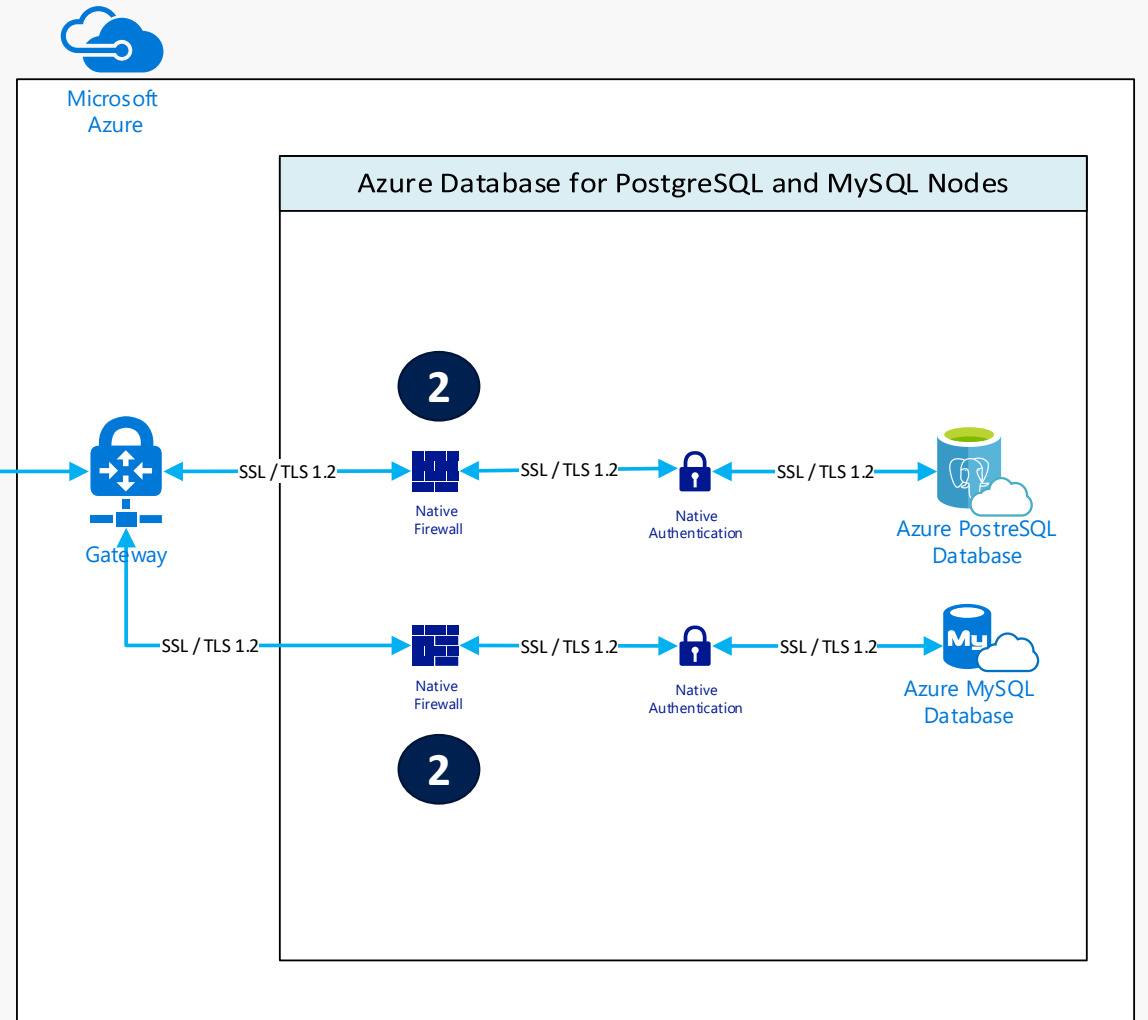 Microsoft
Azure
Azure Database for PostgreSQL and MySQL Nodes
2
SSL / TLS 1.2
SSL / TLS 1.2
SSL / TLS 1.2
Native
Firewall
Native
Authentication
Azure PostreSQL
Database
Gateway
SSL / TLS 1.2
SSL / TLS 1.2
SSL / TLS 1.2
My
Native
Firewall
Native
Authentication
Azure MySQL
Database
2